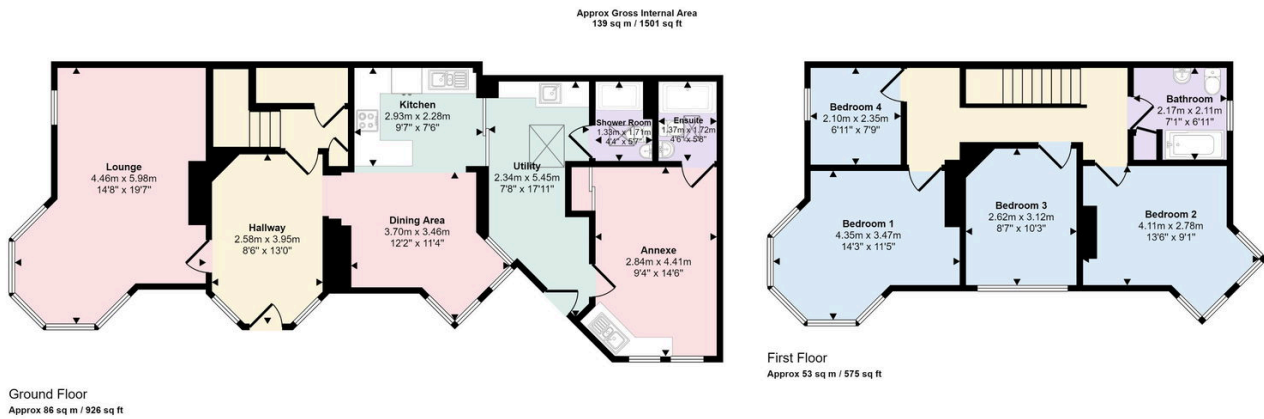 Approx Gross Internal Area
139 sq m / 1501 sq ft
Lounge
4.46m x 5.98m
14'8" x 19'7"
Hallway
2.58m x 3.95m
8'6" x 13'0"
Kitchen
2.93m x 2.28m
9'7" x 7'6"
Dining Area
3.70m x 3.46m
12'2" x 11'4"
Utility
2.34m x 5.45m
7'8" x 17'11"
Shower Room
1.33m x 1.71m
4'4" x 5'7"
Ensuite
1.37m x 1.72m
4'6" x 5'8"
Annexe
2.84m x 4.41m
9'4" x 14'6"
Ground Floor
Approx 86 sq m / 926 sq ft
Bedroom 4
2.10m x 2.35m
6'11" x 7'9"
Bathroom
2.17m x 2.11m
7'1" x 6'11"
Bedroom 1
4.35m x 3.47m
14'3" x 11'5"
Bedroom 3
2.62m x 3.12m
8'7" x 10'3"
Bedroom 2
4.11m x 2.78m
13'6" x 9'1"
First Floor
Approx 53 sq m / 575 sq ft